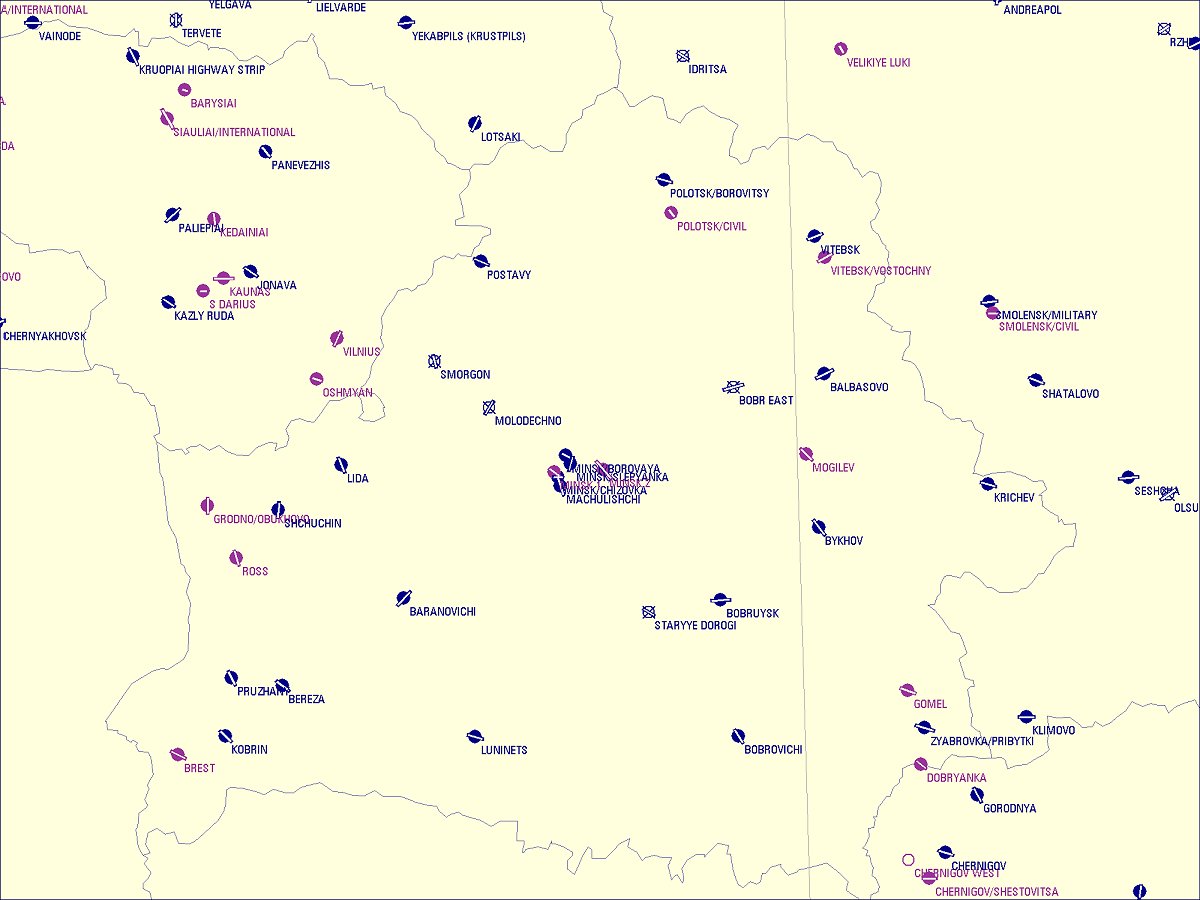 A/INTERNATIONAL
YELGAVA
LIELVARDE
ANDREAPOL
VAINODE
TERVETE
YEKABPILS (KRUSTPILS)
RZH
KRUOPIAI HIGHWAY STRIP
IDRITSA
VELIKIYE LUKI
A.
BARYSIAI
SIAULIAI/INTERNATIONAL
LOTSAKI
DA
PANEVEZHIS
POLOTSK/BOROVITSY
PALIEPIAI
KEDAINIAI
POLOTSK/CIVIL
VITEBSK
OVO
JONAVA
POSTAVY
VITEBSK/VOSTOCHNY
KAUNAS
S DARIUS
KAZLY RUDA
SMOLENSK/MILITARY
SMOLENSK/CIVIL
CHERNYAKHOVSK
VILNIUS
OSHMYAN
SMORGON
BOBR EAST
BALBASOVO
SHATALOVO
MOLODECHNO
LIDA
MINSK/BOROVAYA
MINSK/SLEPYANKA
MINSK 1
MINSK 2
MINSK/CHIZOVKA
MACHULISHCHI
MOGILEV
KRICHEV
SESHCHA
OLSU
GRODNO/OBUKHOVO
SHCHUCHIN
BYKHOV
ROSS
BARANOVICHI
STARYYE DOROGI
BOBRUYSK
PRUZHANY
BEREZA
GOMEL
KOBRIN
LUNINETS
BOBROVICHI
ZYABROVKA/PRIBYTKI
KLIMOVO
BREST
DOBRYANKA
GORODNYA
CHERNIGOV
CHERNIGOV WEST
CHERNIGOV/SHESTOVITSA